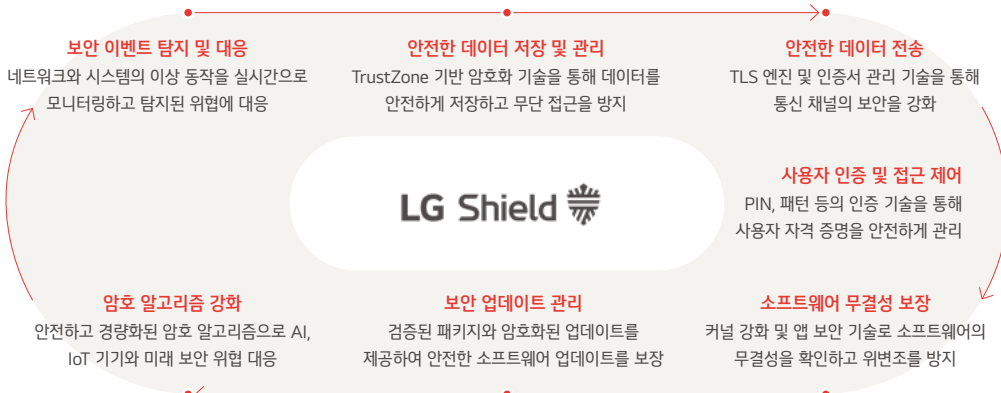 보안 이벤트 탐지 및 대응
네트워크와 시스템의 이상 동작을 실시간으로
모니터링하고 탐지된 위협에 대응
안전한 데이터 저장 및 관리
TrustZone 기반 암호화 기술을 통해 데이터를
안전하게 저장하고 무단 접근을 방지
안전한 데이터 전송
TLS 엔진 및 인증서 관리 기술을 통해
통신 채널의 보안을 강화
LG Shield
사용자 인증 및 접근 제어
PIN, 패턴 등의 인증 기술을 통해
사용자 자격 증명을 안전하게 관리
암호 알고리즘 강화
안전하고 경량화된 암호 알고리즘으로 AI,
IoT 기기와 미래 보안 위협 대응
보안 업데이트 관리
검증된 패키지와 암호화된 업데이트를
제공하여 안전한 소프트웨어 업데이트를 보장
소프트웨어 무결성 보장
커널 강화 및 앱 보안 기술로 소프트웨어의
무결성을 확인하고 위변조를 방지